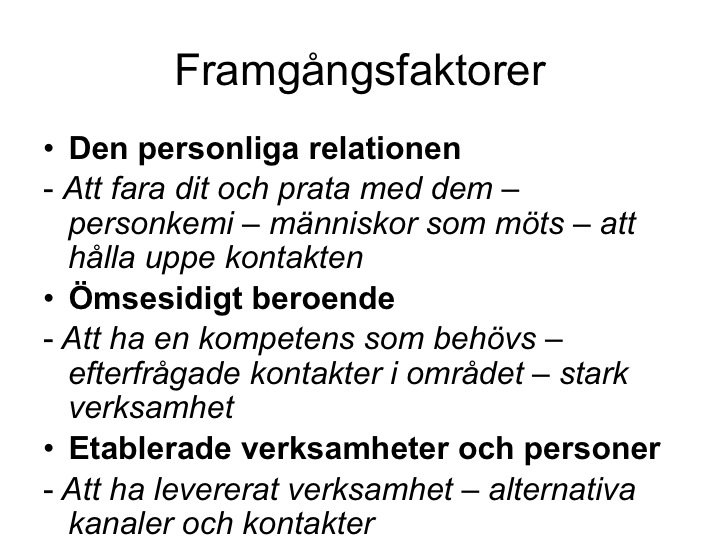 Framgångsfaktorer
• Den personliga relationen
- Att fara dit och prata med dem –
personkemi – människor som möts – att
hålla uppe kontakten
• Ömsesidigt beroende
- Att ha en kompetens som behövs –
efterfrågade kontakter i området – stark
verksamhet
• Etablerade verksamheter och personer
- Att ha levererat verksamhet – alternativa
kanaler och kontakter